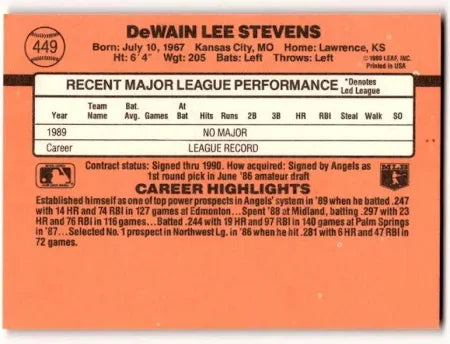 449
DeWAIN LEE STEVENS
Born: July 10, 1967 Kansas City, MO Home: Lawrence, KS
Ht: 6'4" Wgt: 205 Bats: Left Throws: Left
© 1989 LEAF, INC.
Printed in USA
RECENT MAJOR LEAGUE PERFORMANCE *Denotes Led League
Year Team Name Bat. Avg. Games At Bat Hits Runs 2B 3B HR RBI Steal Walk SO
1989 NO MAJOR
Career LEAGUE RECORD
Contract status: Signed thru 1990. How acquired: Signed by Angels as
1st round pick in June '86 amateur draft
CAREER HIGHLIGHTS
Established himself as one of top power prospects in Angels' system in '89 when he batted .247
with 14 HR and 74 RBI in 127 games at Edmonton...Spent '88 at Midland, batting .297 with 23
HR and 76 RBI in 116 games...Batted .244 with 19 HR and 97 RBI in 140 games at Palm Springs
in '87...Selected No. 1 prospect in Northwest Lg. in '86 when he hit .281 with 6 HR and 47 RBI in
72 games.